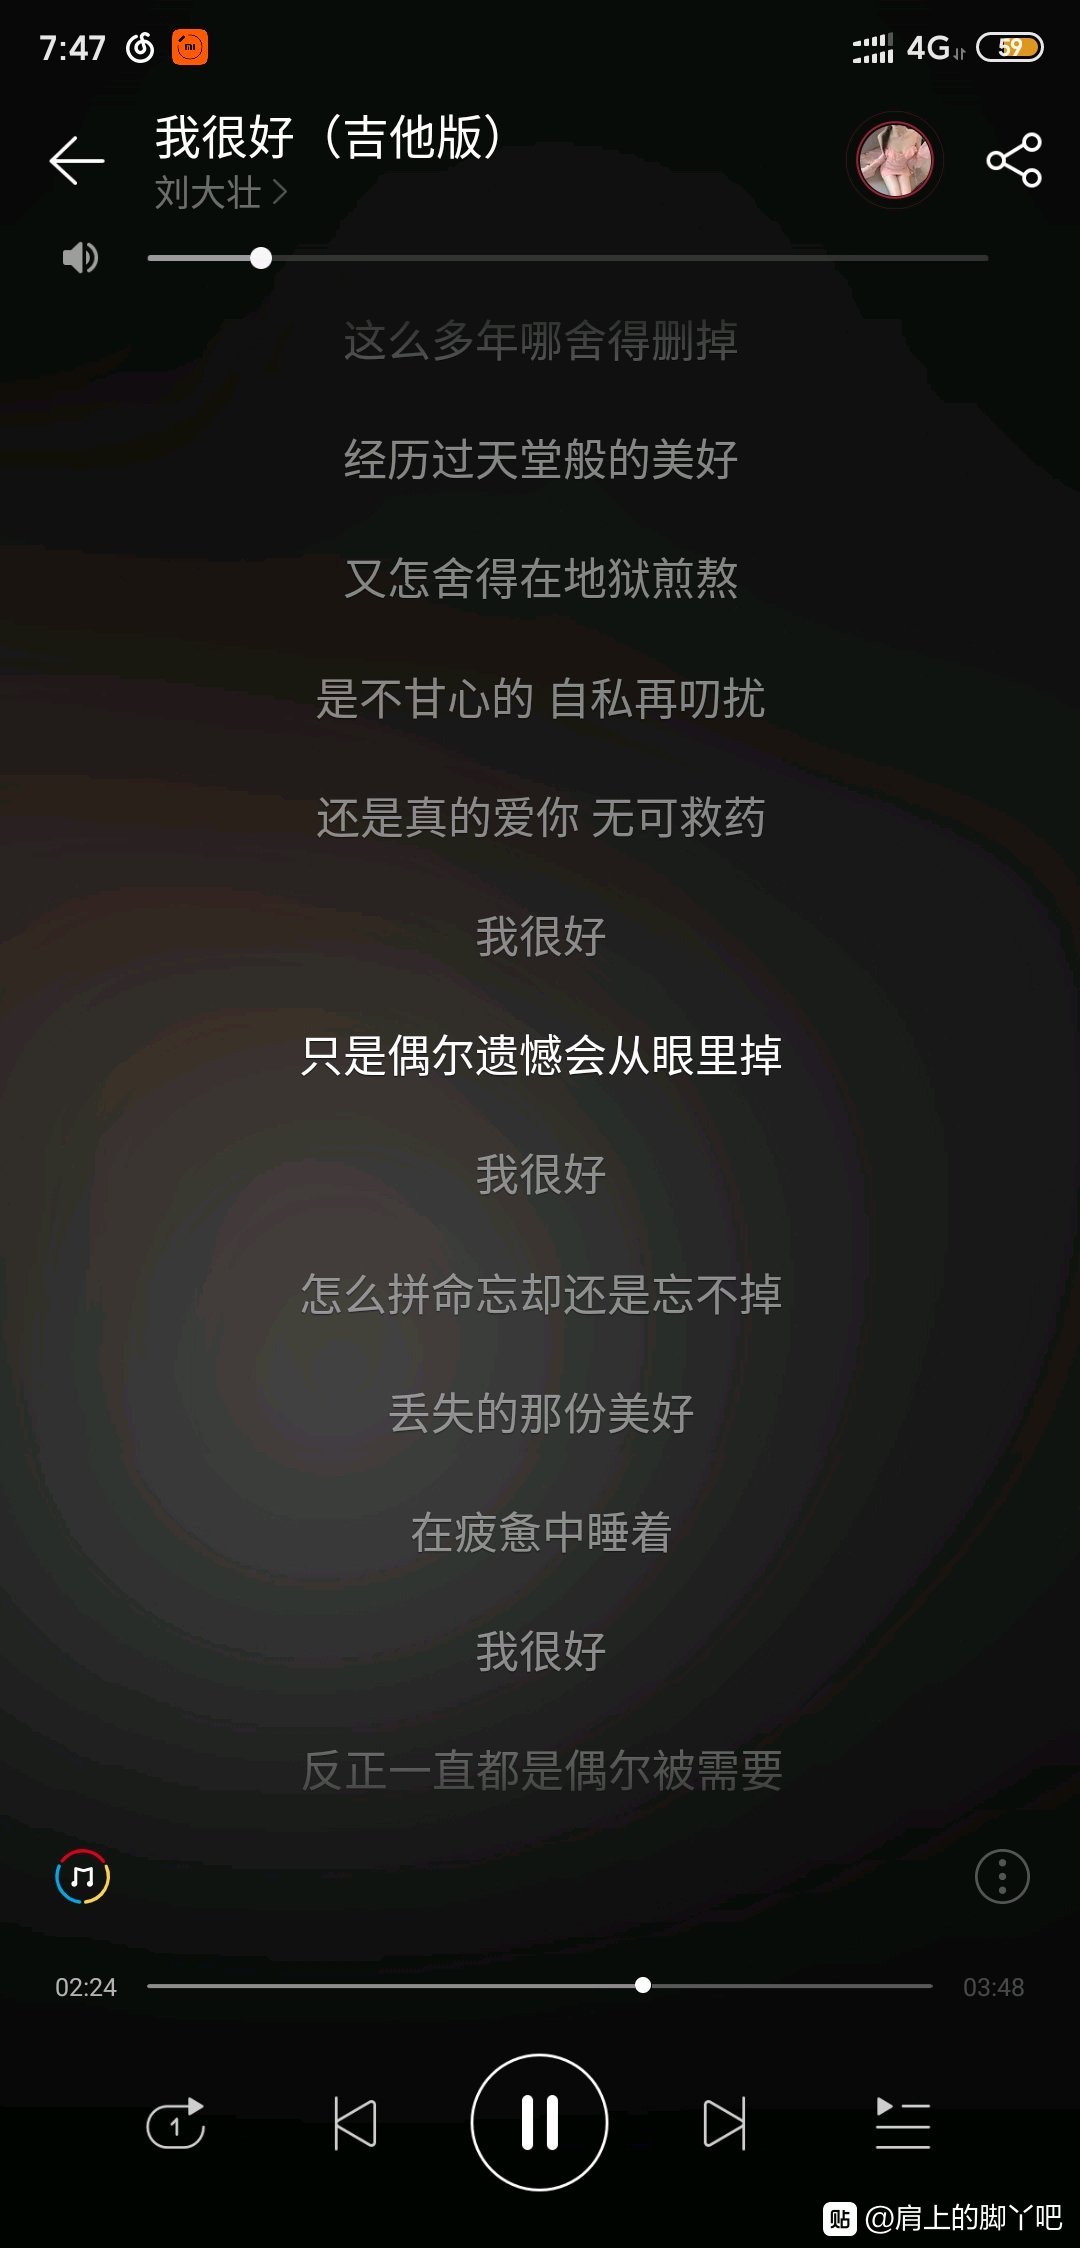 7:47
4G
59
我很好（吉他版）
刘大壮
这么多年哪舍得删掉
经历过天堂般的美好
又怎舍得在地狱煎熬
是不甘心的 自私再叨扰
还是真的爱你 无可救药
我很好
只是偶尔遗憾会从眼里掉
我很好
怎么拼命忘却还是忘不掉
丢失的那份美好
在疲惫中睡着
我很好
反正一直都是偶尔被需要
02:24
03:48
1
贴 @肩上的脚丫吧